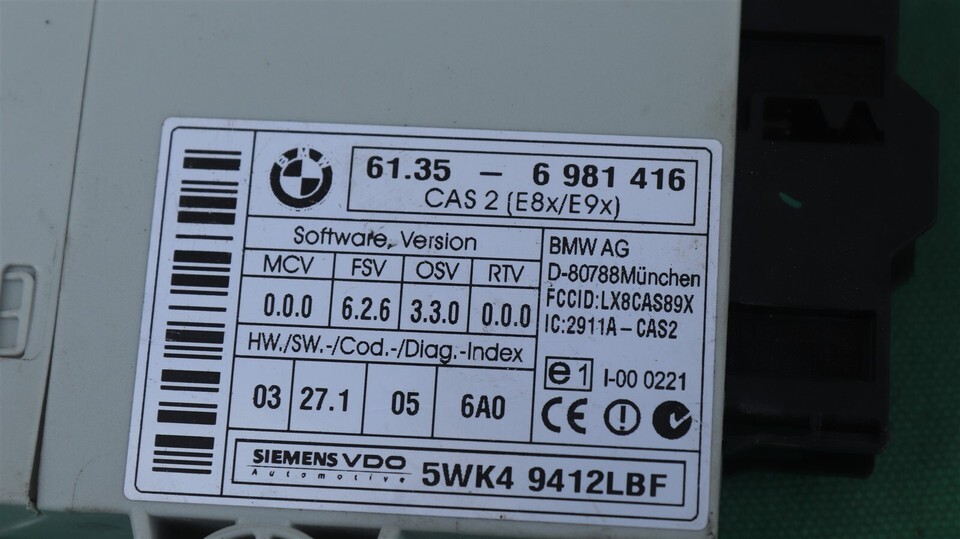 BMW
61.35 – 6 981 416
CAS 2 (E8x/E9x)
Software, Version
MCV FSV OSV RTV
0.0.0 6.2.6 3.3.0 0.0.0
HW./SW.-/Cod.-/Diag.-Index
03 27.1 05 6A0
BMW AG
D-80788München
FCCID:LX8CAS89X
IC:2911A – CAS2
e1 I-00 0221
CE
SIEMENS VDO
Automotive
5WK4 9412LBF